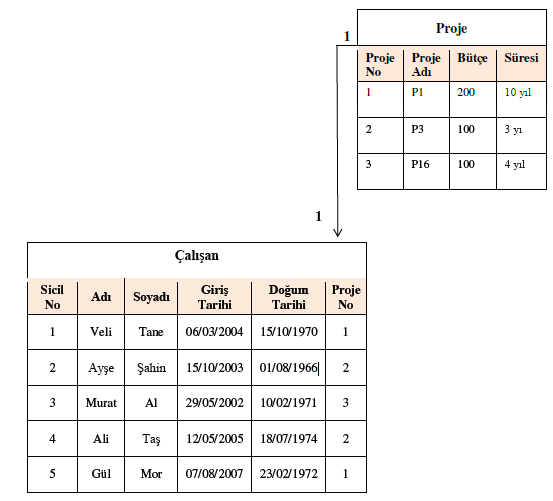 1
Proje
Proje No Proje Adı Bütçe Süresi
1 P1 200 10 yıl
2 P3 100 3 yı
3 P16 100 4 yıl
1
Çalışan
Sicil No Adı Soyadı Giriş Tarihi Doğum Tarihi Proje No
1 Veli Tane 06/03/2004 15/10/1970 1
2 Ayşe Şahin 15/10/2003 01/08/1966 2
3 Murat Al 29/05/2002 10/02/1971 3
4 Ali Taş 12/05/2005 18/07/1974 2
5 Gül Mor 07/08/2007 23/02/1972 1